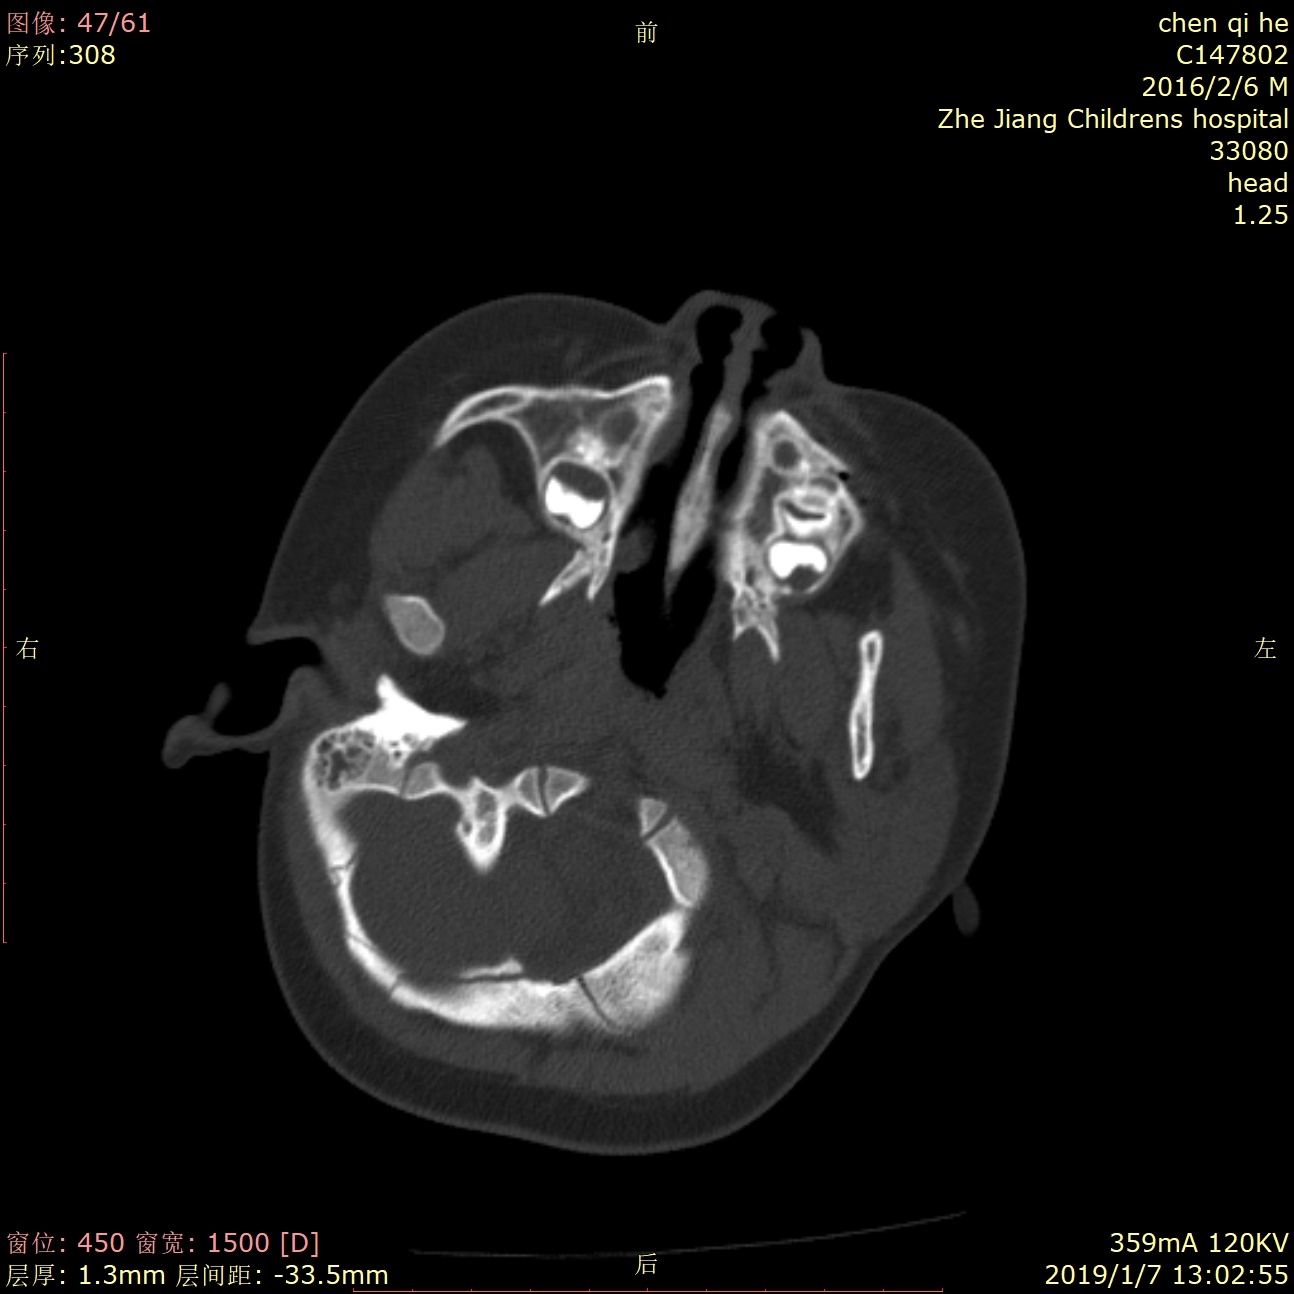 图像: 47/61
序列:308
前
chen qi he
C147802
2016/2/6 M
Zhe Jiang Childrens hospital
33080
head
1.25
右
左
窗位: 450 窗宽: 1500 [D]
层厚: 1.3mm 层间距: -33.5mm
后
359mA 120KV
2019/1/7 13:02:55